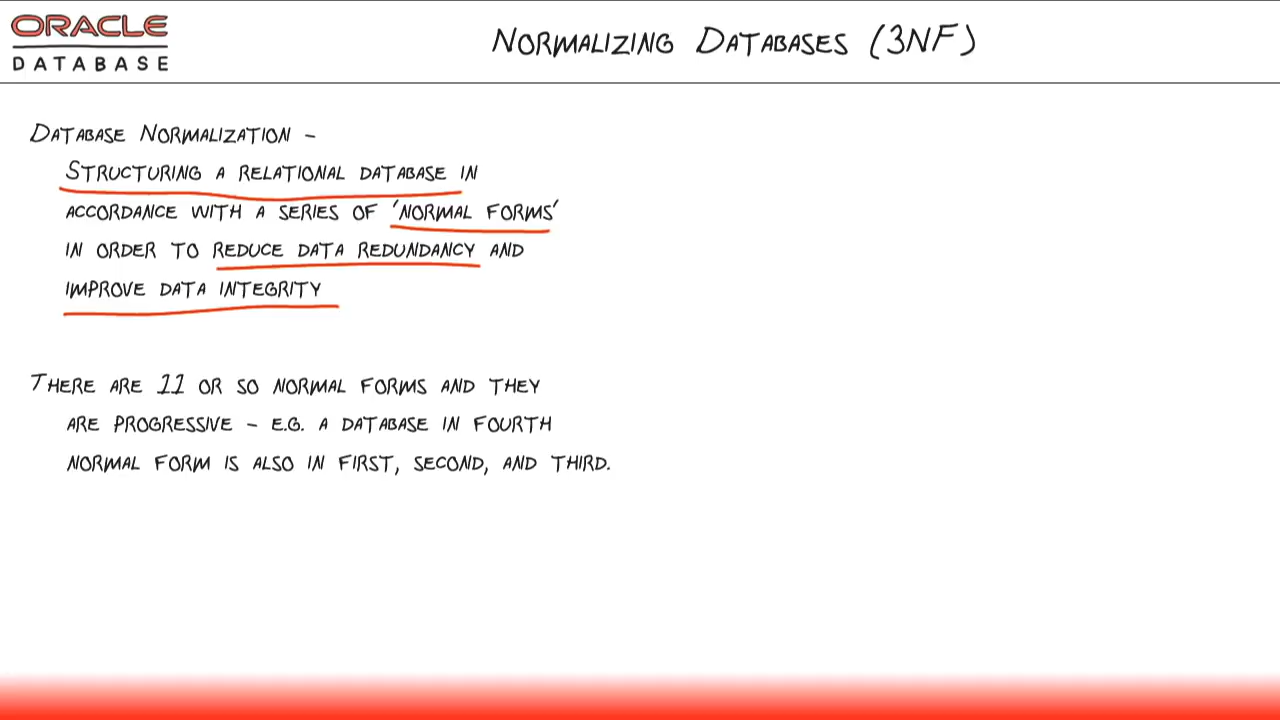 ORACLE
DATABASE
NORMALIZING DATABASES (3NF)
DATABASE NORMALIZATION –
STRUCTURING A RELATIONAL DATABASE IN
ACCORDANCE WITH A SERIES OF 'NORMAL FORMS'
IN ORDER TO REDUCE DATA REDUNDANCY AND
IMPROVE DATA INTEGRITY
THERE ARE 11 OR SO NORMAL FORMS AND THEY
ARE PROGRESSIVE – E.G. A DATABASE IN FOURTH
NORMAL FORM IS ALSO IN FIRST, SECOND, AND THIRD.